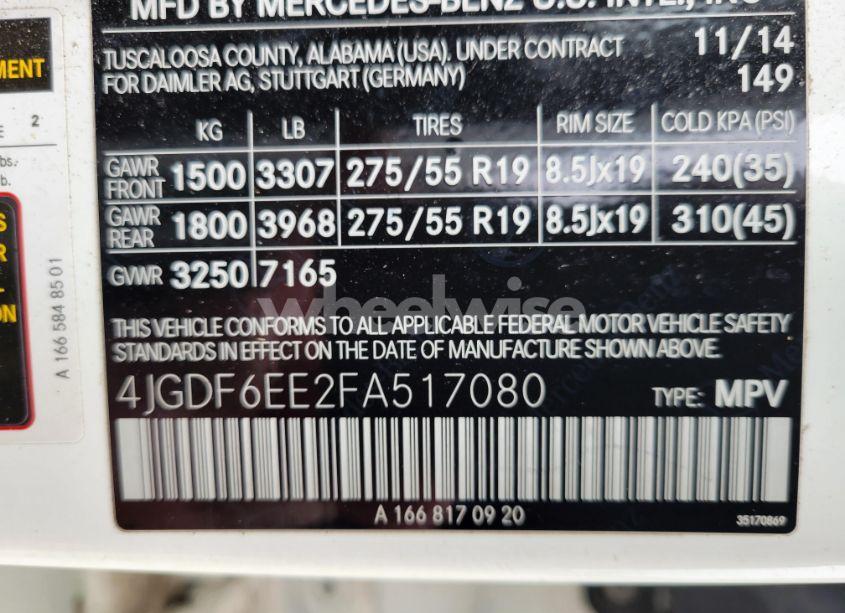 MFD BY MERCEDES-BENZ U.S. INTL, INC
TUSCALOOSA COUNTY, ALABAMA (USA). UNDER CONTRACT
FOR DAIMLER AG, STUTTGART (GERMANY)
11/14
149
KG LB TIRES RIM SIZE COLD KPA (PSI)
GAWR FRONT 1500 3307 275/55 R19 8.5Jx19 240(35)
GAWR REAR 1800 3968 275/55 R19 8.5Jx19 310(45)
GVWR 3250 7165
wheelwise
THIS VEHICLE CONFORMS TO ALL APPLICABLE FEDERAL MOTOR VEHICLE SAFETY
STANDARDS IN EFFECT ON THE DATE OF MANUFACTURE SHOWN ABOVE.
4JGDF6EE2FA517080 TYPE: MPV
A 166 817 09 20
35170869
A 166 584 85 01
2